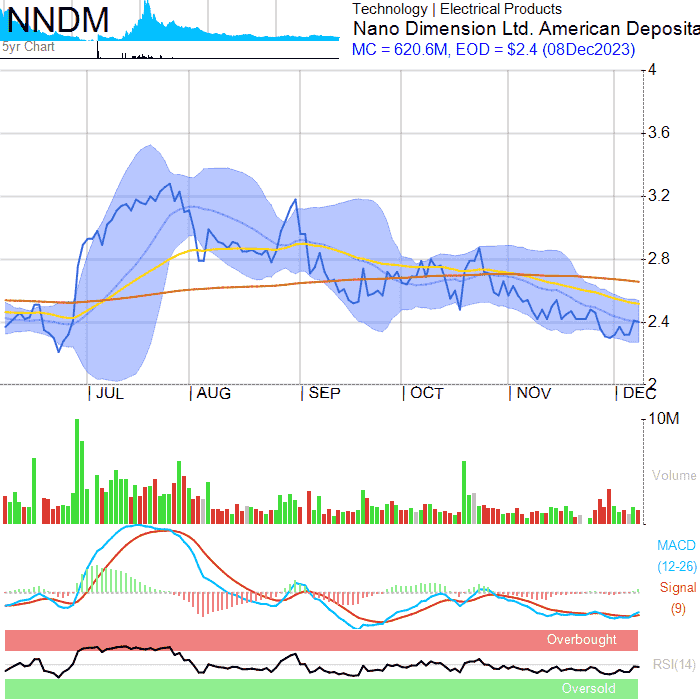 NNDM
5yr Chart
Technology | Electrical Products
Nano Dimension Ltd. American Deposita
MC = 620.6M, EOD = $2.4 (08Dec2023)
4
3.6
3.2
2.8
2.4
2
JUL AUG SEP OCT NOV DEC
10M
Volume
MACD
(12-26)
Signal
(9)
Overbought
RSI(14)
Oversold